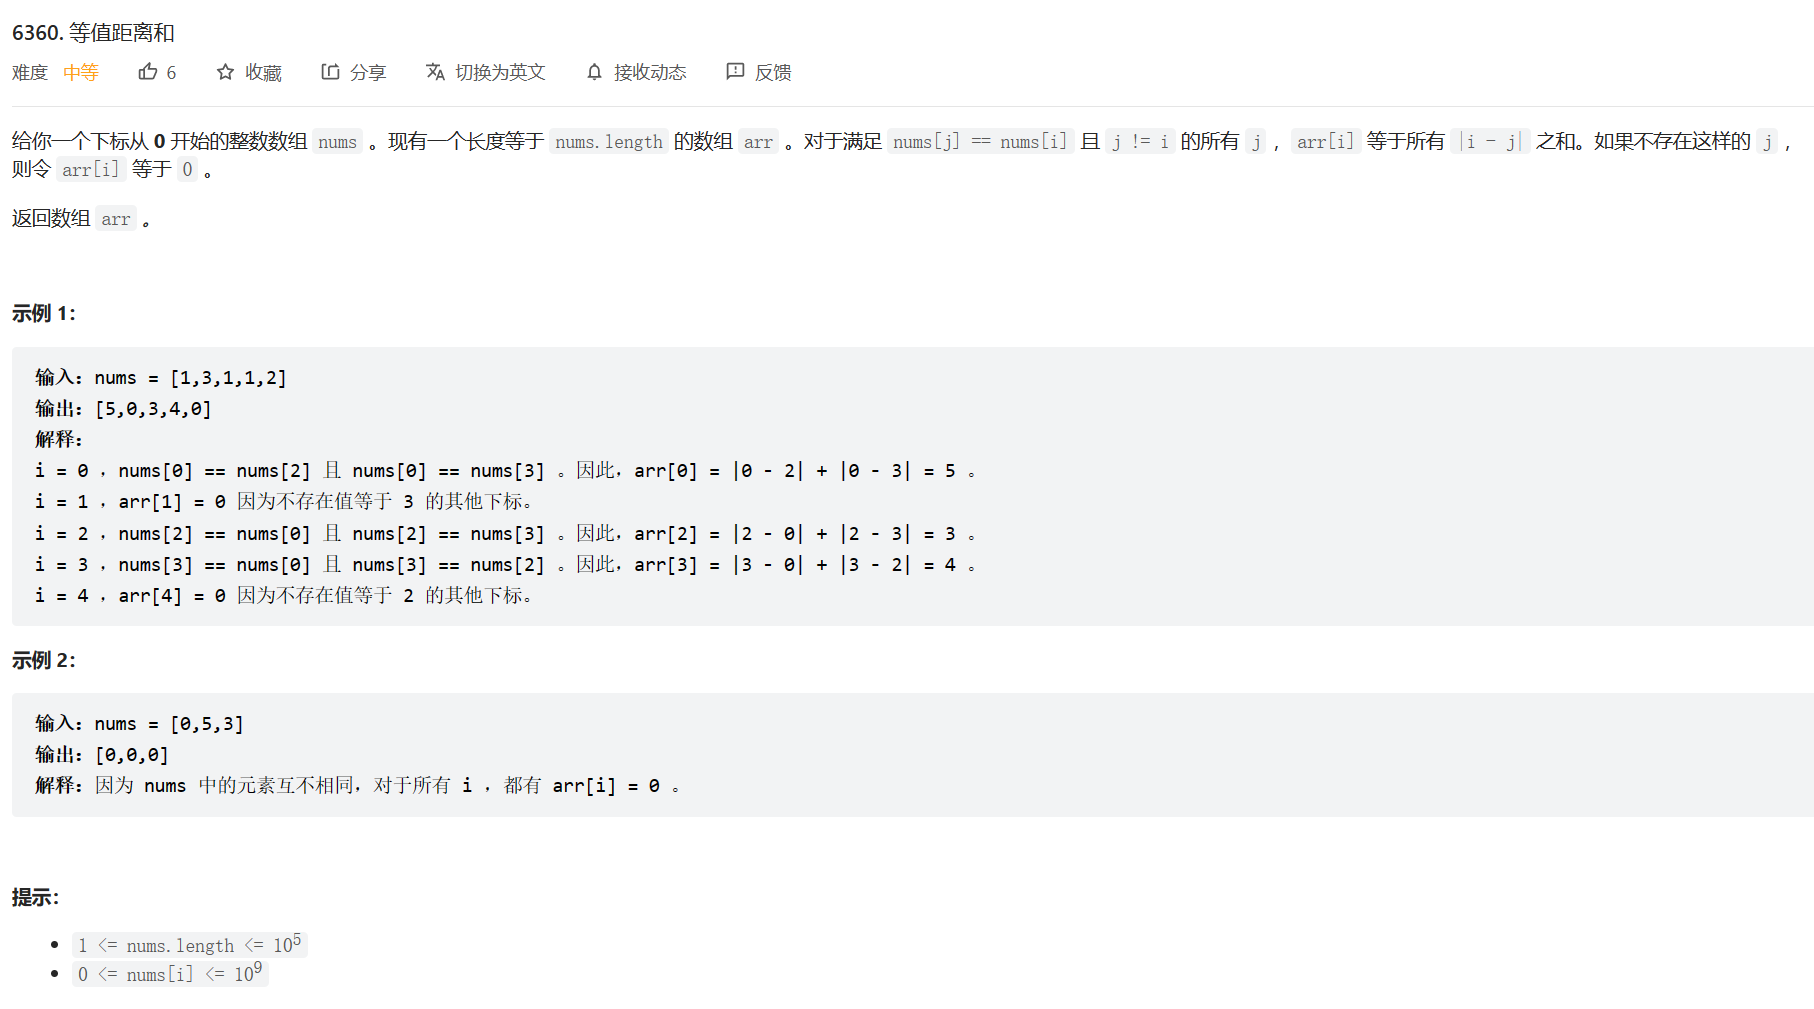 6360. 等值距离和
难度 中等 6 收藏 分享 切换为英文 接收动态 反馈
给你一个下标从 0 开始的整数数组 nums 。现有一个长度等于 nums.length 的数组 arr 。对于满足 nums[j] == nums[i] 且 j != i 的所有 j ，arr[i] 等于所有 |i - j| 之和。如果不存在这样的 j ，
则令 arr[i] 等于 0 。
返回数组 arr 。
示例 1：
输入：nums = [1,3,1,1,2]
输出：[5,0,3,4,0]
解释：
i = 0 ，nums[0] == nums[2] 且 nums[0] == nums[3] 。因此，arr[0] = |0 - 2| + |0 - 3| = 5 。
i = 1 ，arr[1] = 0 因为不存在值等于 3 的其他下标。
i = 2 ，nums[2] == nums[0] 且 nums[2] == nums[3] 。因此，arr[2] = |2 - 0| + |2 - 3| = 3 。
i = 3 ，nums[3] == nums[0] 且 nums[3] == nums[2] 。因此，arr[3] = |3 - 0| + |3 - 2| = 4 。
i = 4 ，arr[4] = 0 因为不存在值等于 2 的其他下标。
示例 2：
输入：nums = [0,5,3]
输出：[0,0,0]
解释：因为 nums 中的元素互不相同，对于所有 i ，都有 arr[i] = 0 。
提示：
• 1 <= nums.length <= 10⁵
• 0 <= nums[i] <= 10⁹